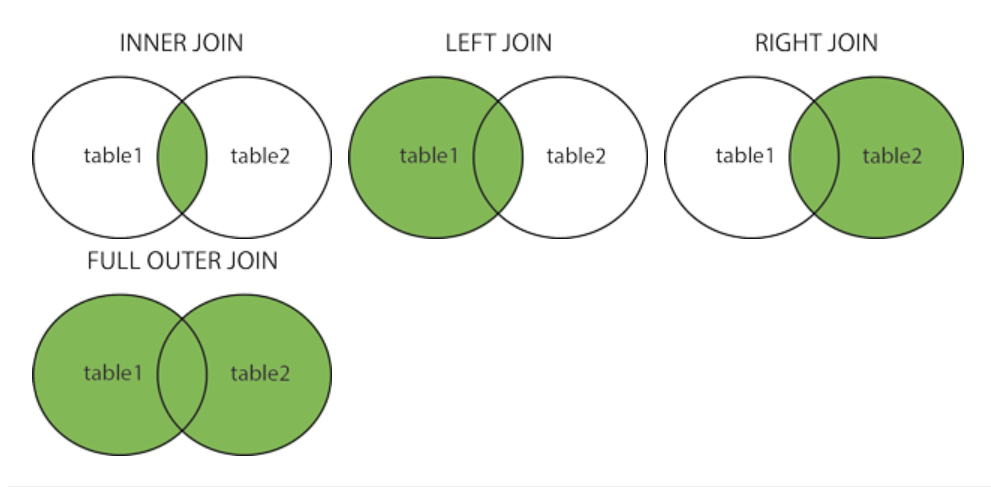 INNER JOIN
LEFT JOIN
RIGHT JOIN
table1
table2
table1
table2
table1
table2
FULL OUTER JOIN
table1
table2